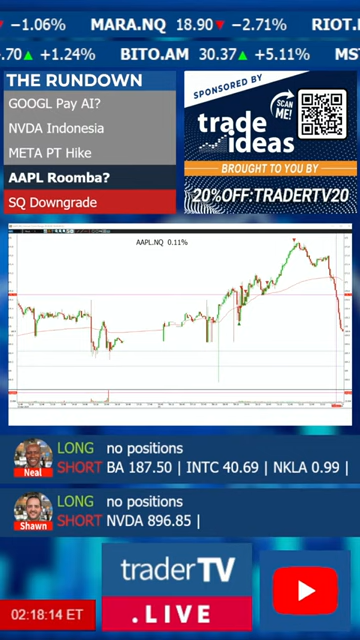 −1.06% MARA.NQ 18.90 −2.71% RIOT.
.70 +1.24% BITO.AM 30.37 +5.11% MS
THE RUNDOWN
GOOGL Pay AI?
NVDA Indonesia
META PT Hike
AAPL Roomba?
SQ Downgrade
SPONSORED BY
SCAN ME!
trade ideas
BROUGHT TO YOU BY
20%OFF:TRADERTV20
AAPL.NQ 0.11%
LONG no positions
SHORT BA 187.50 | INTC 40.69 | NKLA 0.99 |
Neal
LONG no positions
SHORT NVDA 896.85 |
Shawn
traderTV
.LIVE
02:18:14 ET